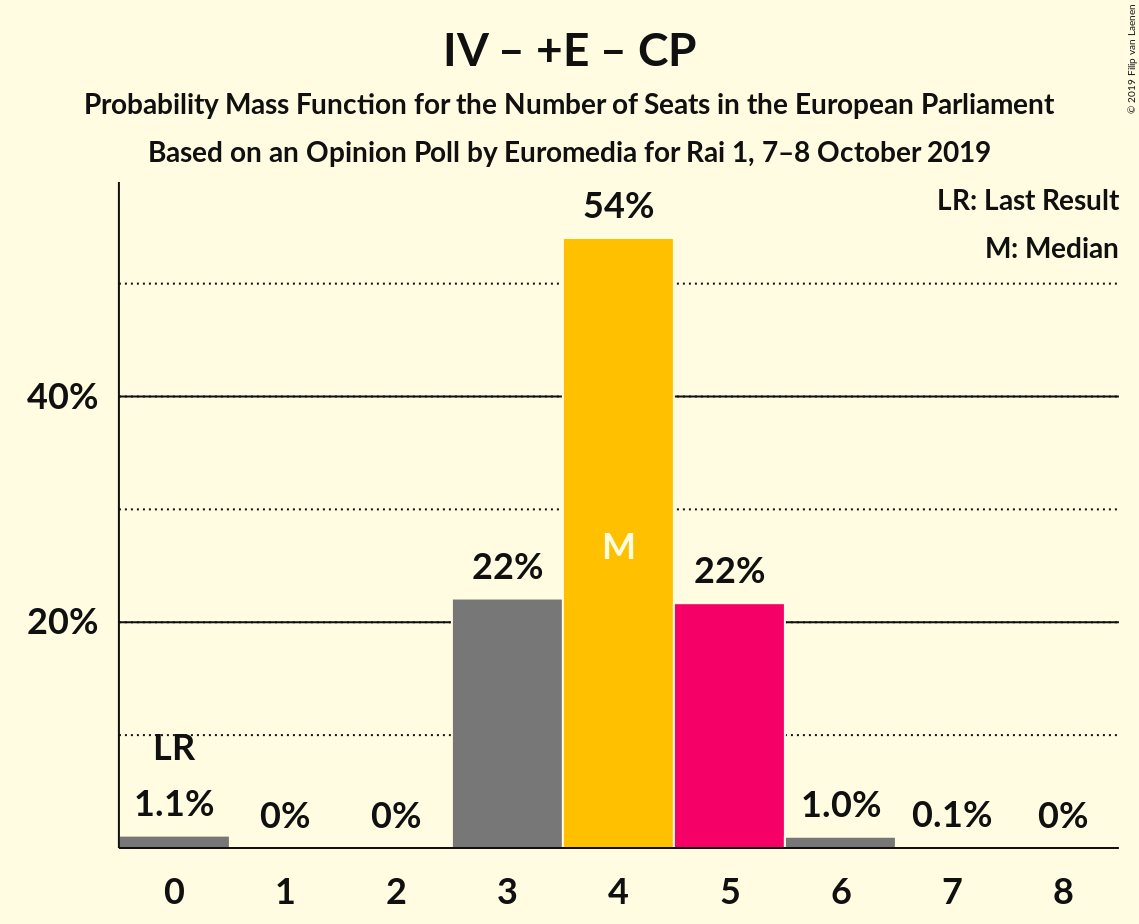 IV – +E – CP
Probability Mass Function for the Number of Seats in the European Parliament
Based on an Opinion Poll by Euromedia for Rai 1, 7–8 October 2019
© 2019 Filip van Laenen
LR: Last Result
M: Median
54%
40%
M
22%
22%
20%
LR
1.1%
0%
0%
1.0%
0.1%
0%
0 1 2 3 4 5 6 7 8